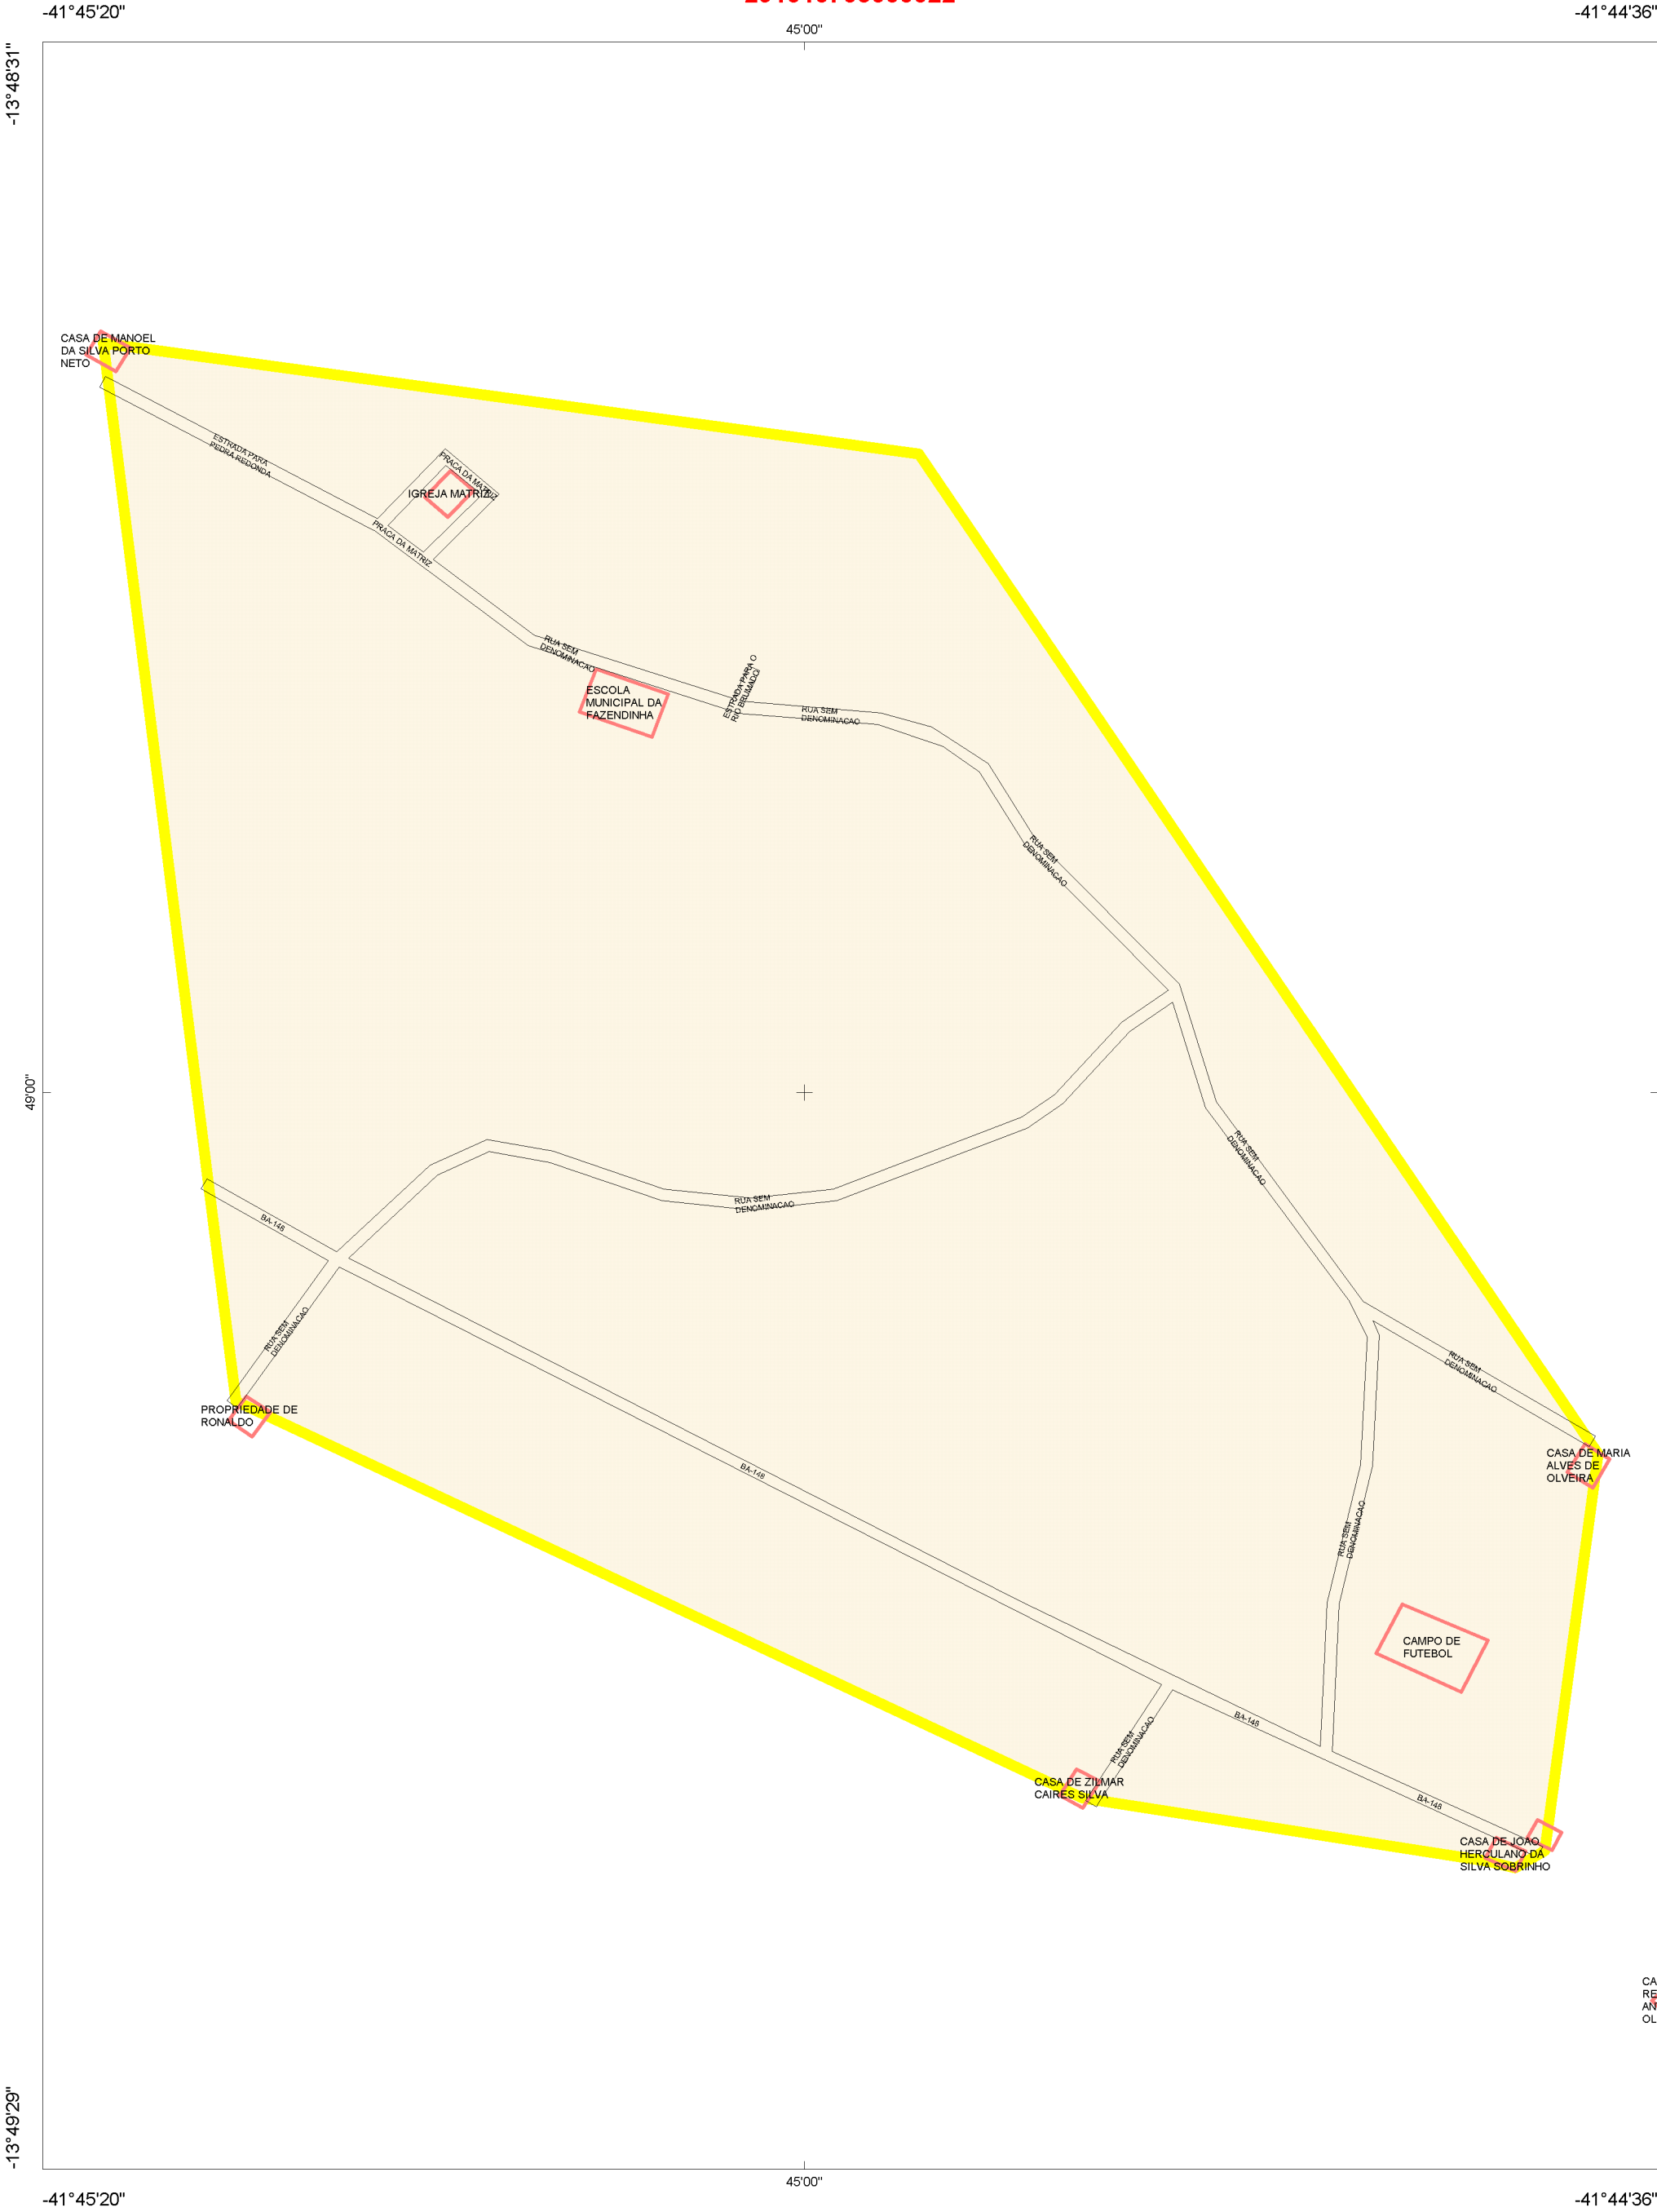 -41°45'20"
45'00"
-41°44'36"
-13°48'31"
CASA DE MANOEL
DA SILVA PORTO
NETO
ESTRADA PARA
PEDRA REDONDA
PRACA DA MATRIZ
IGREJA MATRIZ
PRACA DA MATRIZ
RUA SEM
DENOMINACAO
ESCOLA
MUNICIPAL DA
FAZENDINHA
ESTRADA PARA O
RIO BRUMADO
RUA SEM
DENOMINACAO
RUA SEM
DENOMINACAO
49'00"
RUA SEM
DENOMINACAO
RUA SEM
DENOMINACAO
BA-148
RUA SEM
DENOMINACAO
RUA SEM
DENOMINACAO
PROPRIEDADE DE
RONALDO
CASA DE MARIA
ALVES DE
OLVEIRA
BA-148
RUA SEM
DENOMINACAO
CAMPO DE
FUTEBOL
BA-148
RUA SEM
DENOMINACAO
CASA DE ZILMAR
CAIRES SILVA
BA-148
CASA DE JOAO
HERCULANO DA
SILVA SOBRINHO
CA
RE
AN
OL
-13°49'29"
-41°45'20"
45'00"
-41°44'36"